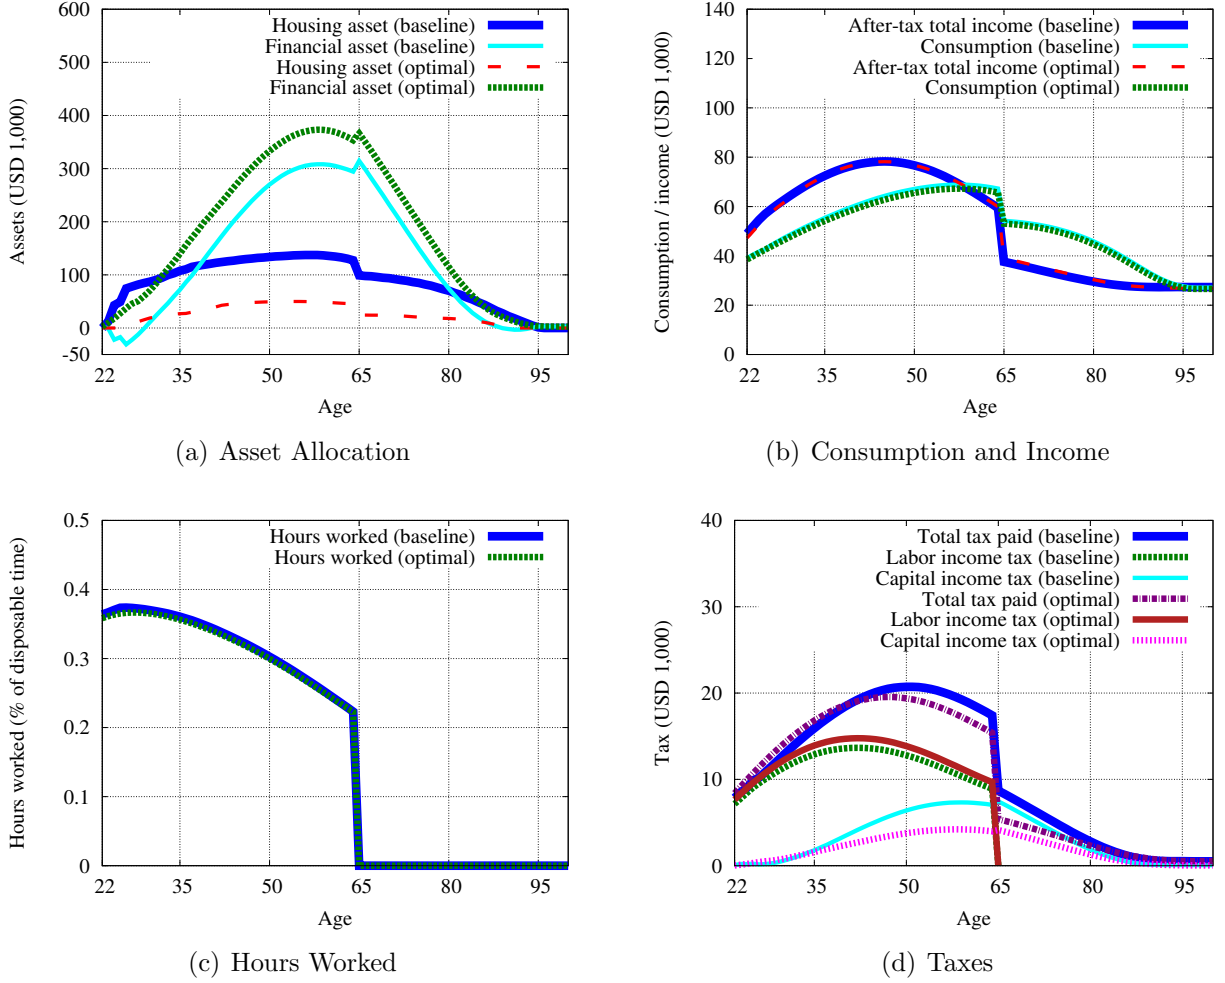 Housing asset (baseline)
Financial asset (baseline)
Housing asset (optimal)
Financial asset (optimal)
600
500
400
300
200
100
0
-50
Assets (USD 1,000)
22 35 50 65 80 95
Age
(a) Asset Allocation
After-tax total income (baseline)
Consumption (baseline)
After-tax total income (optimal)
Consumption (optimal)
140
120
100
80
60
40
20
0
Consumption / income (USD 1,000)
22 35 50 65 80 95
Age
(b) Consumption and Income
Hours worked (baseline)
Hours worked (optimal)
0.5
0.4
0.3
0.2
0.1
0
Hours worked (% of disposable time)
22 35 50 65 80 95
Age
(c) Hours Worked
Total tax paid (baseline)
Labor income tax (baseline)
Capital income tax (baseline)
Total tax paid (optimal)
Labor income tax (optimal)
Capital income tax (optimal)
40
30
20
10
0
Tax (USD 1,000)
22 35 50 65 80 95
Age
(d) Taxes